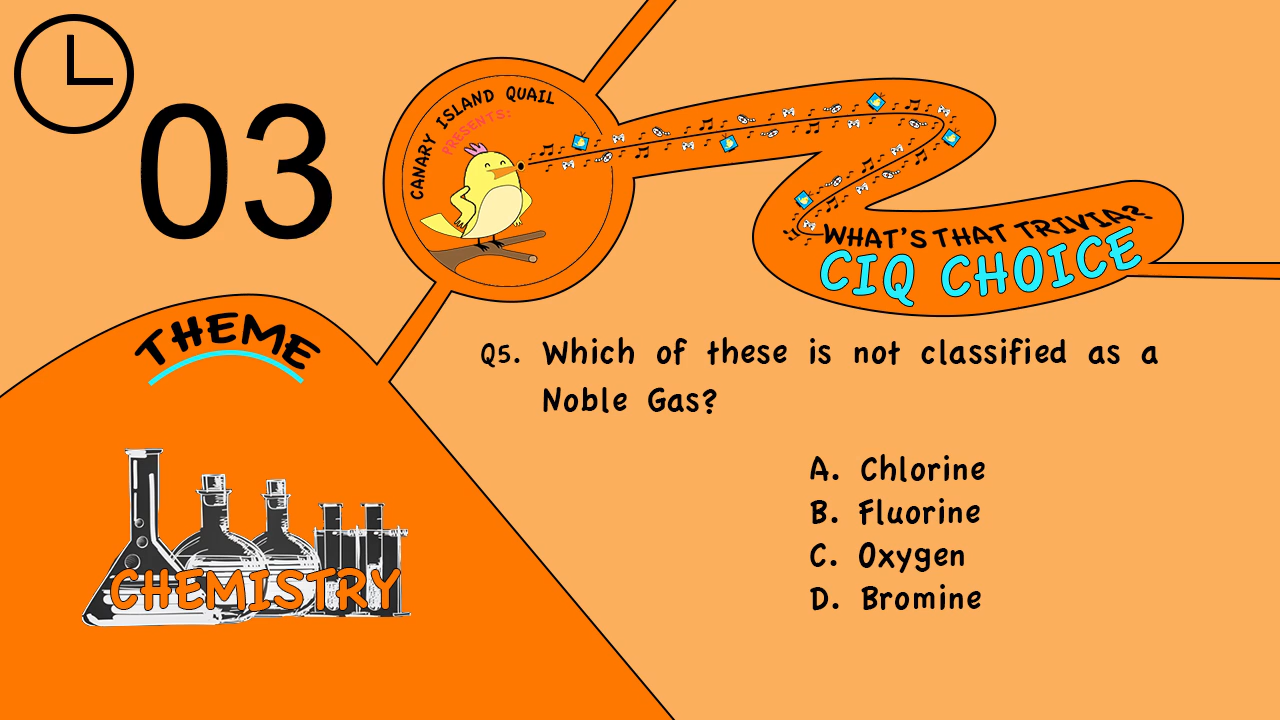 03
CANARY ISLAND QUAIL
PRESENTS:
WHAT'S THAT TRIVIA?
CIQ CHOICE
THEME
CHEMISTRY
Q5. Which of these is not classified as a
Noble Gas?
A. Chlorine
B. Fluorine
C. Oxygen
D. Bromine